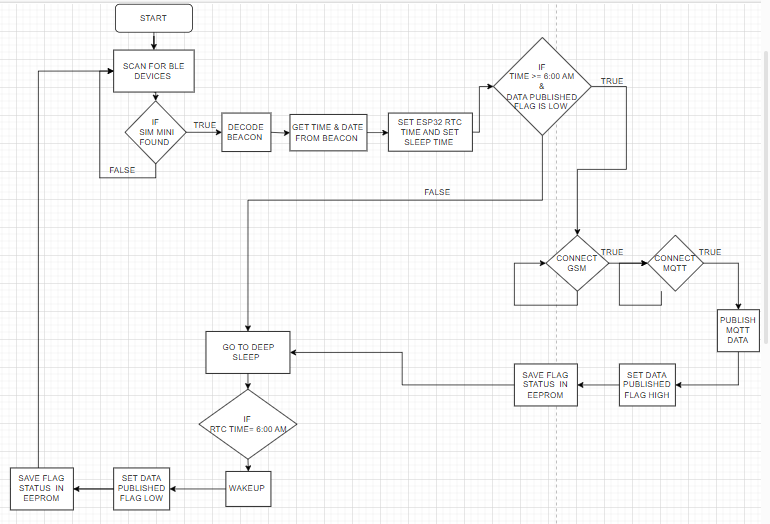 START
SCAN FOR BLE
DEVICES
IF
SIM MINI
FOUND
TRUE
FALSE
DECODE
BEACON
GET TIME & DATE
FROM BEACON
SET ESP32 RTC
TIME AND SET
SLEEP TIME
IF
TIME >= 6:00 AM
&
DATA PUBLISHED
FLAG IS LOW
TRUE
FALSE
CONNECT
GSM
TRUE
CONNECT
MQTT
TRUE
PUBLISH
MQTT
DATA
SET DATA
PUBLISHED
FLAG HIGH
SAVE FLAG
STATUS IN
EEPROM
GO TO DEEP
SLEEP
IF
RTC TIME= 6:00 AM
WAKEUP
SET DATA
PUBLISHED
FLAG LOW
SAVE FLAG
STATUS IN
EEPROM